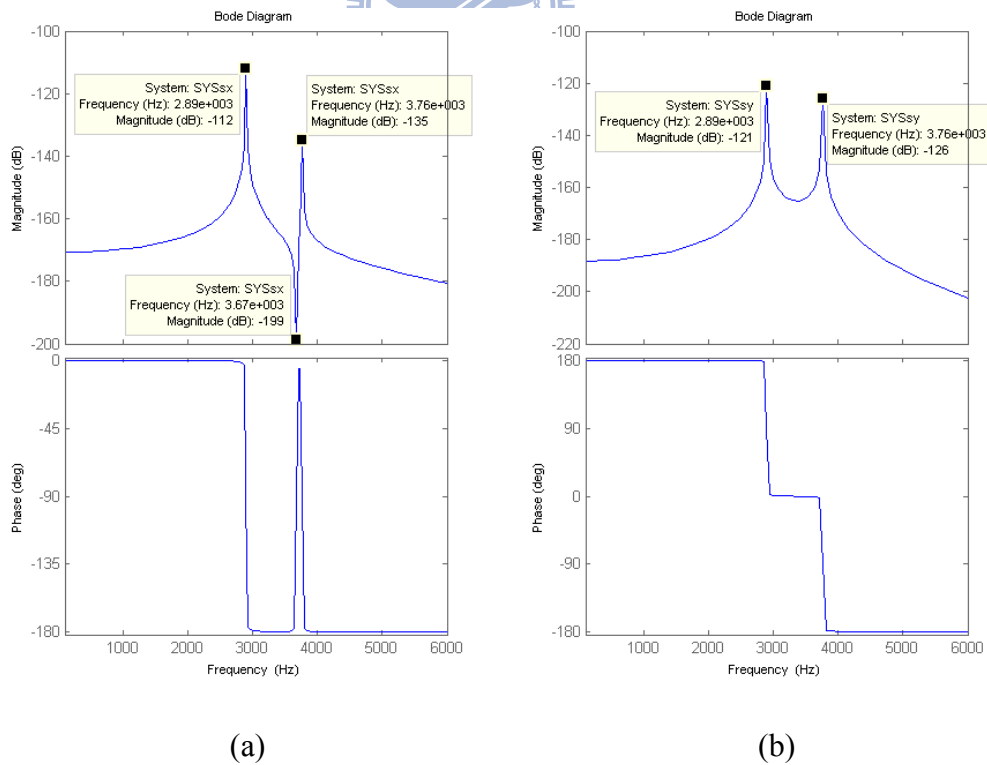 Bode Diagram
-100
-120
-140
-160
-180
-200
Magnitude (dB)
System: SYSsx
Frequency (Hz): 2.89e+003
Magnitude (dB): -112
System: SYSsx
Frequency (Hz): 3.76e+003
Magnitude (dB): -135
System: SYSsx
Frequency (Hz): 3.67e+003
Magnitude (dB): -199
0
-45
-90
-135
-180
Phase (deg)
1000 2000 3000 4000 5000 6000
Frequency (Hz)
(a)
Bode Diagram
-100
-120
-140
-160
-180
-200
-220
Magnitude (dB)
System: SYSsy
Frequency (Hz): 2.89e+003
Magnitude (dB): -121
System: SYSsy
Frequency (Hz): 3.76e+003
Magnitude (dB): -126
180
90
0
-90
-180
Phase (deg)
1000 2000 3000 4000 5000 6000
Frequency (Hz)
(b)